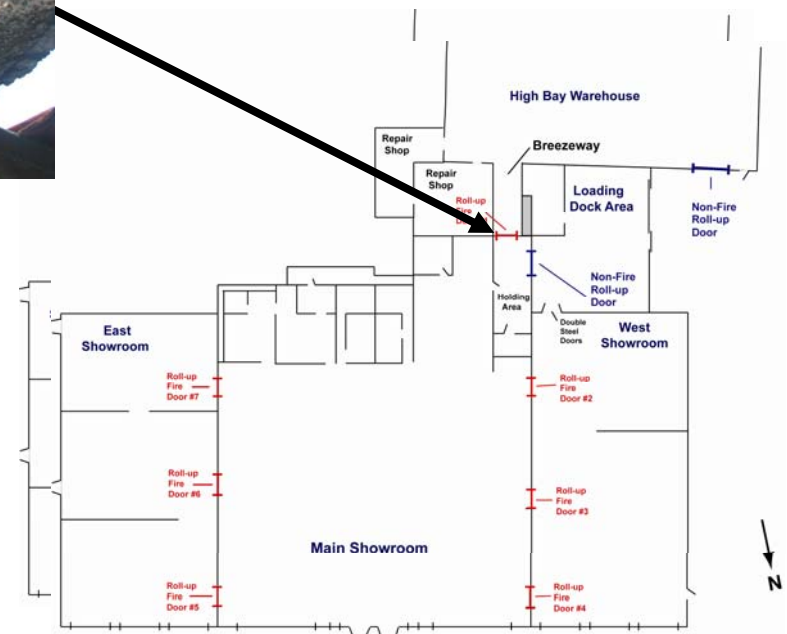 High Bay Warehouse
Repair
Shop
Breezeway
Repair
Shop
Loading
Dock Area
Roll-up
Fire
Non-Fire
Roll-up
Door
Non-Fire
Roll-up
Door
Holding
Area
Double
Steel
Doors
West
Showroom
East
Showroom
Roll-up
Fire
Door #7
Roll-up
Fire
Door #2
Roll-up
Fire
Door #6
Roll-up
Fire
Door #3
Main Showroom
Roll-up
Fire
Door #5
Roll-up
Fire
Door #4
N